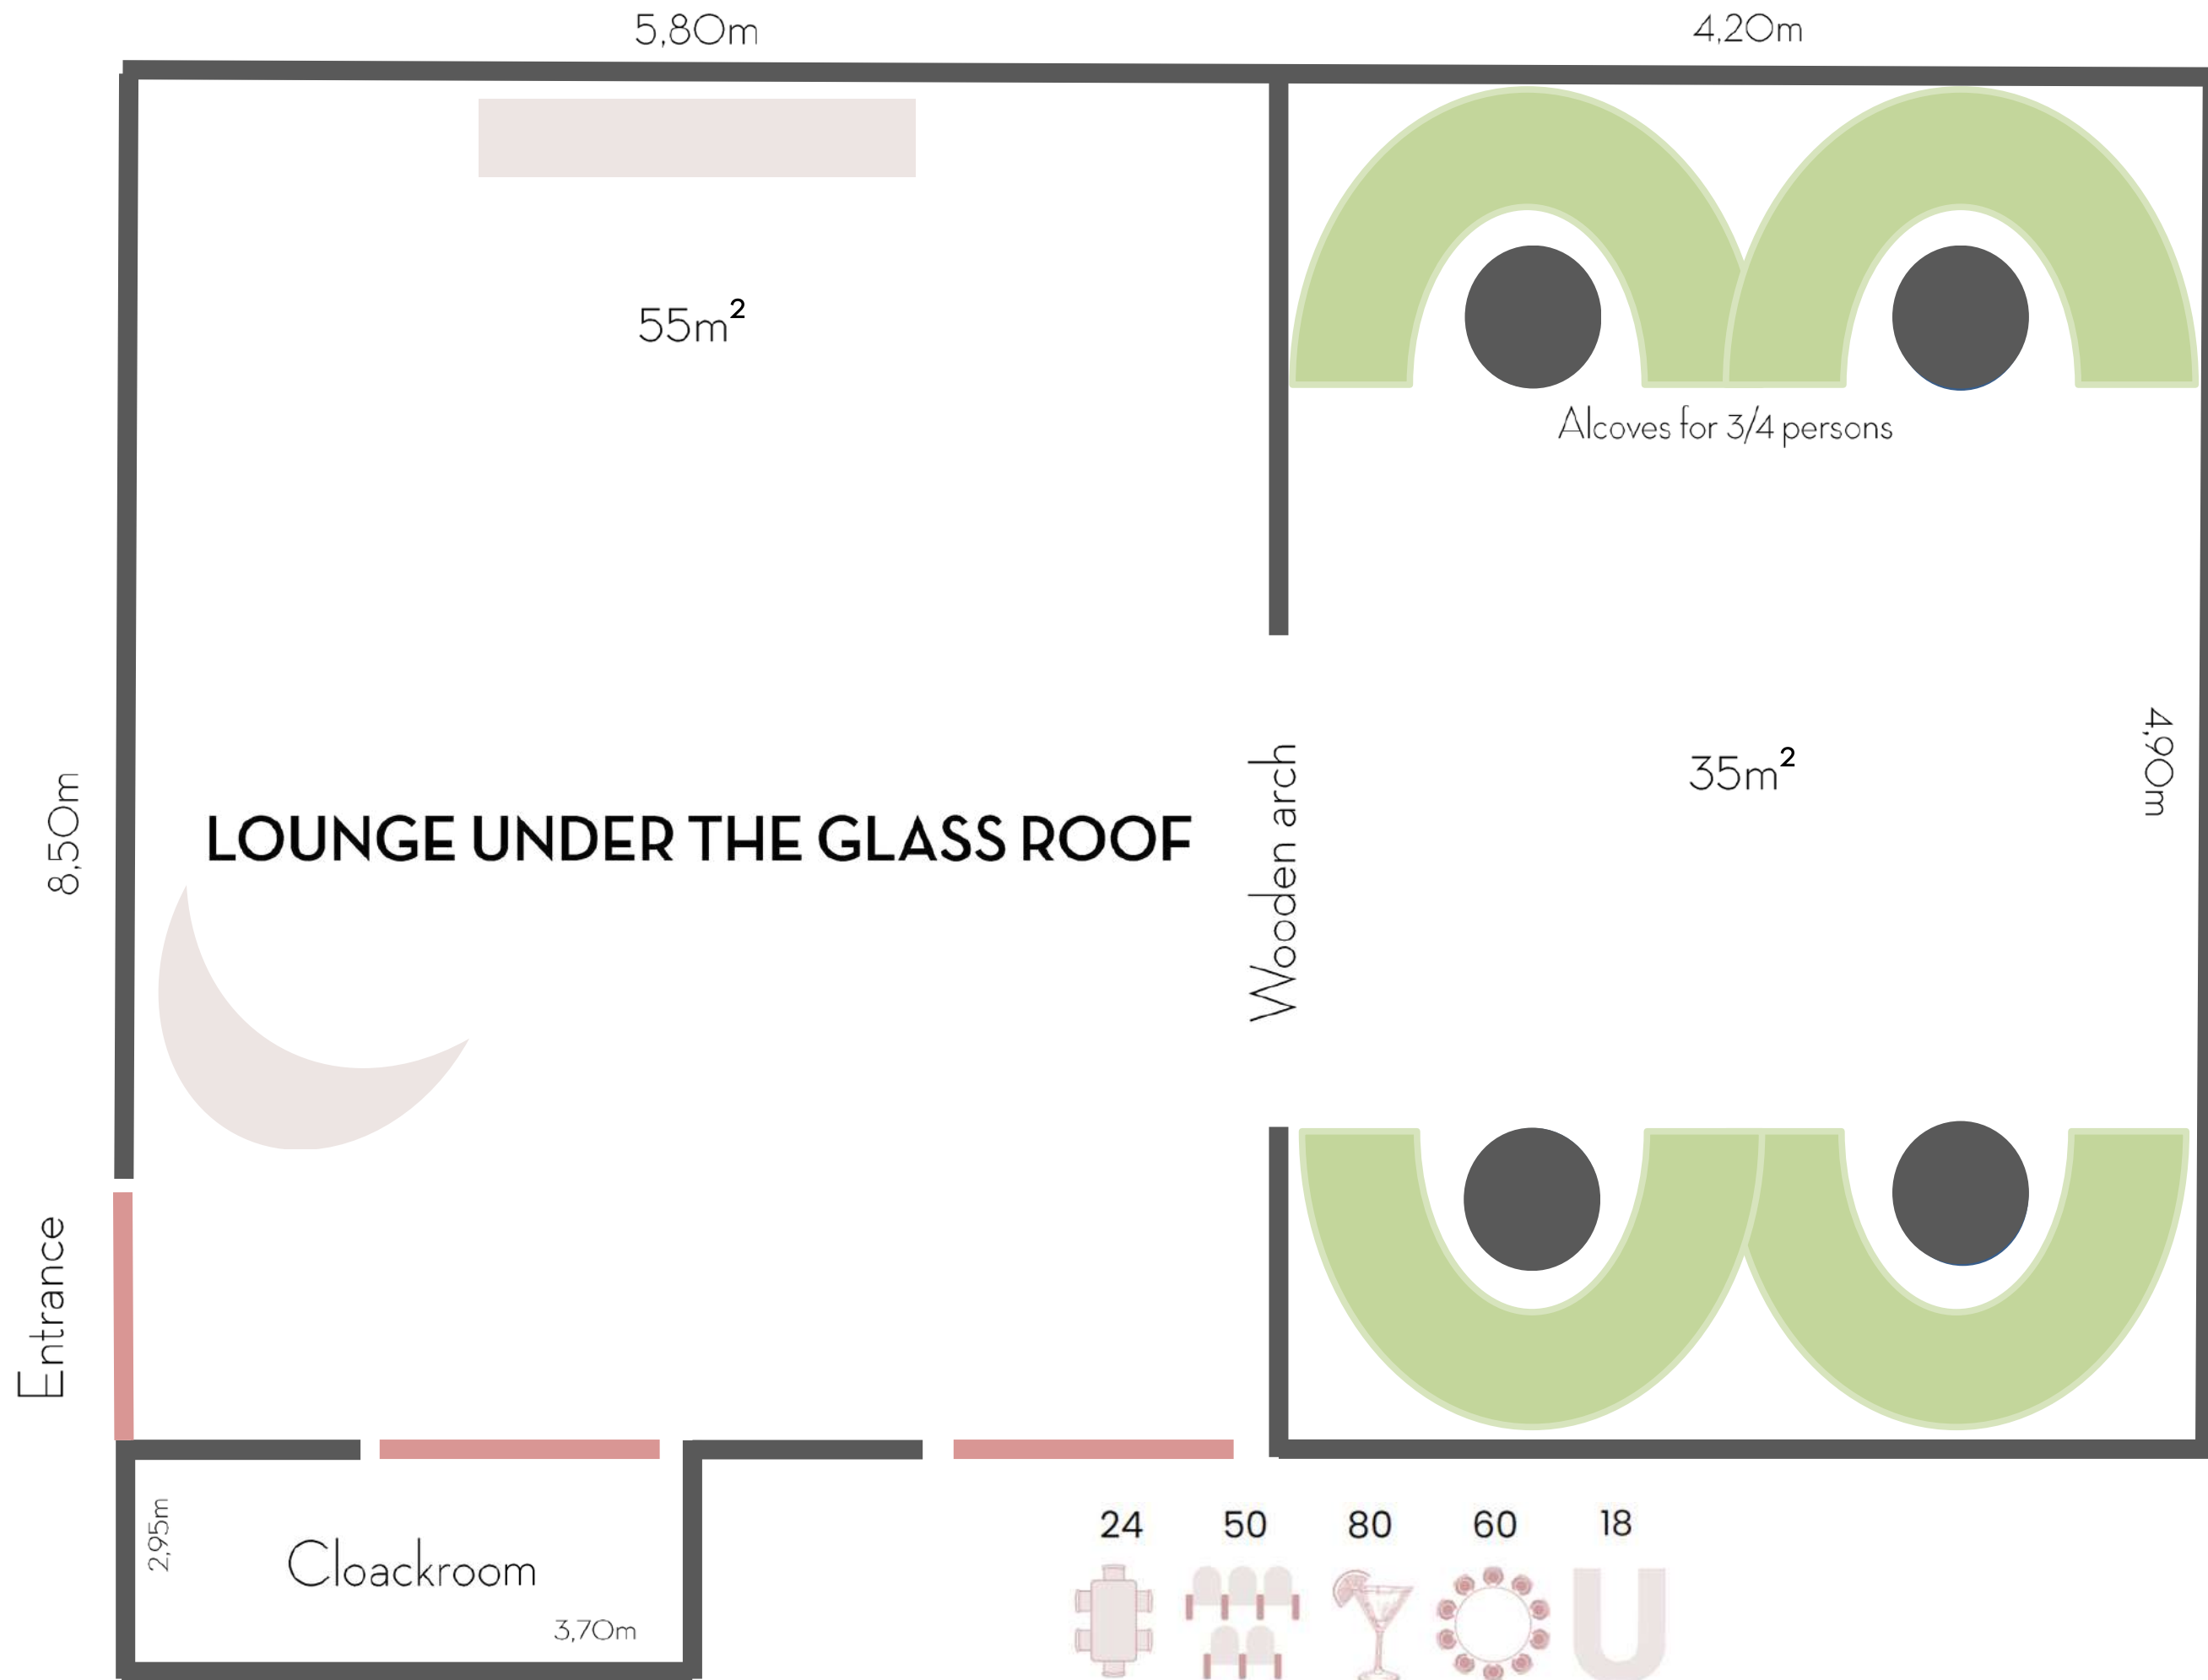 5,80m
4,20m
55m²
Alcoves for 3/4 persons
8,50m
LOUNGE UNDER THE GLASS ROOF
Wooden arch
35m²
4,90m
Entrance
2,95m
Cloackroom
3,70m
24 50 80 60 18